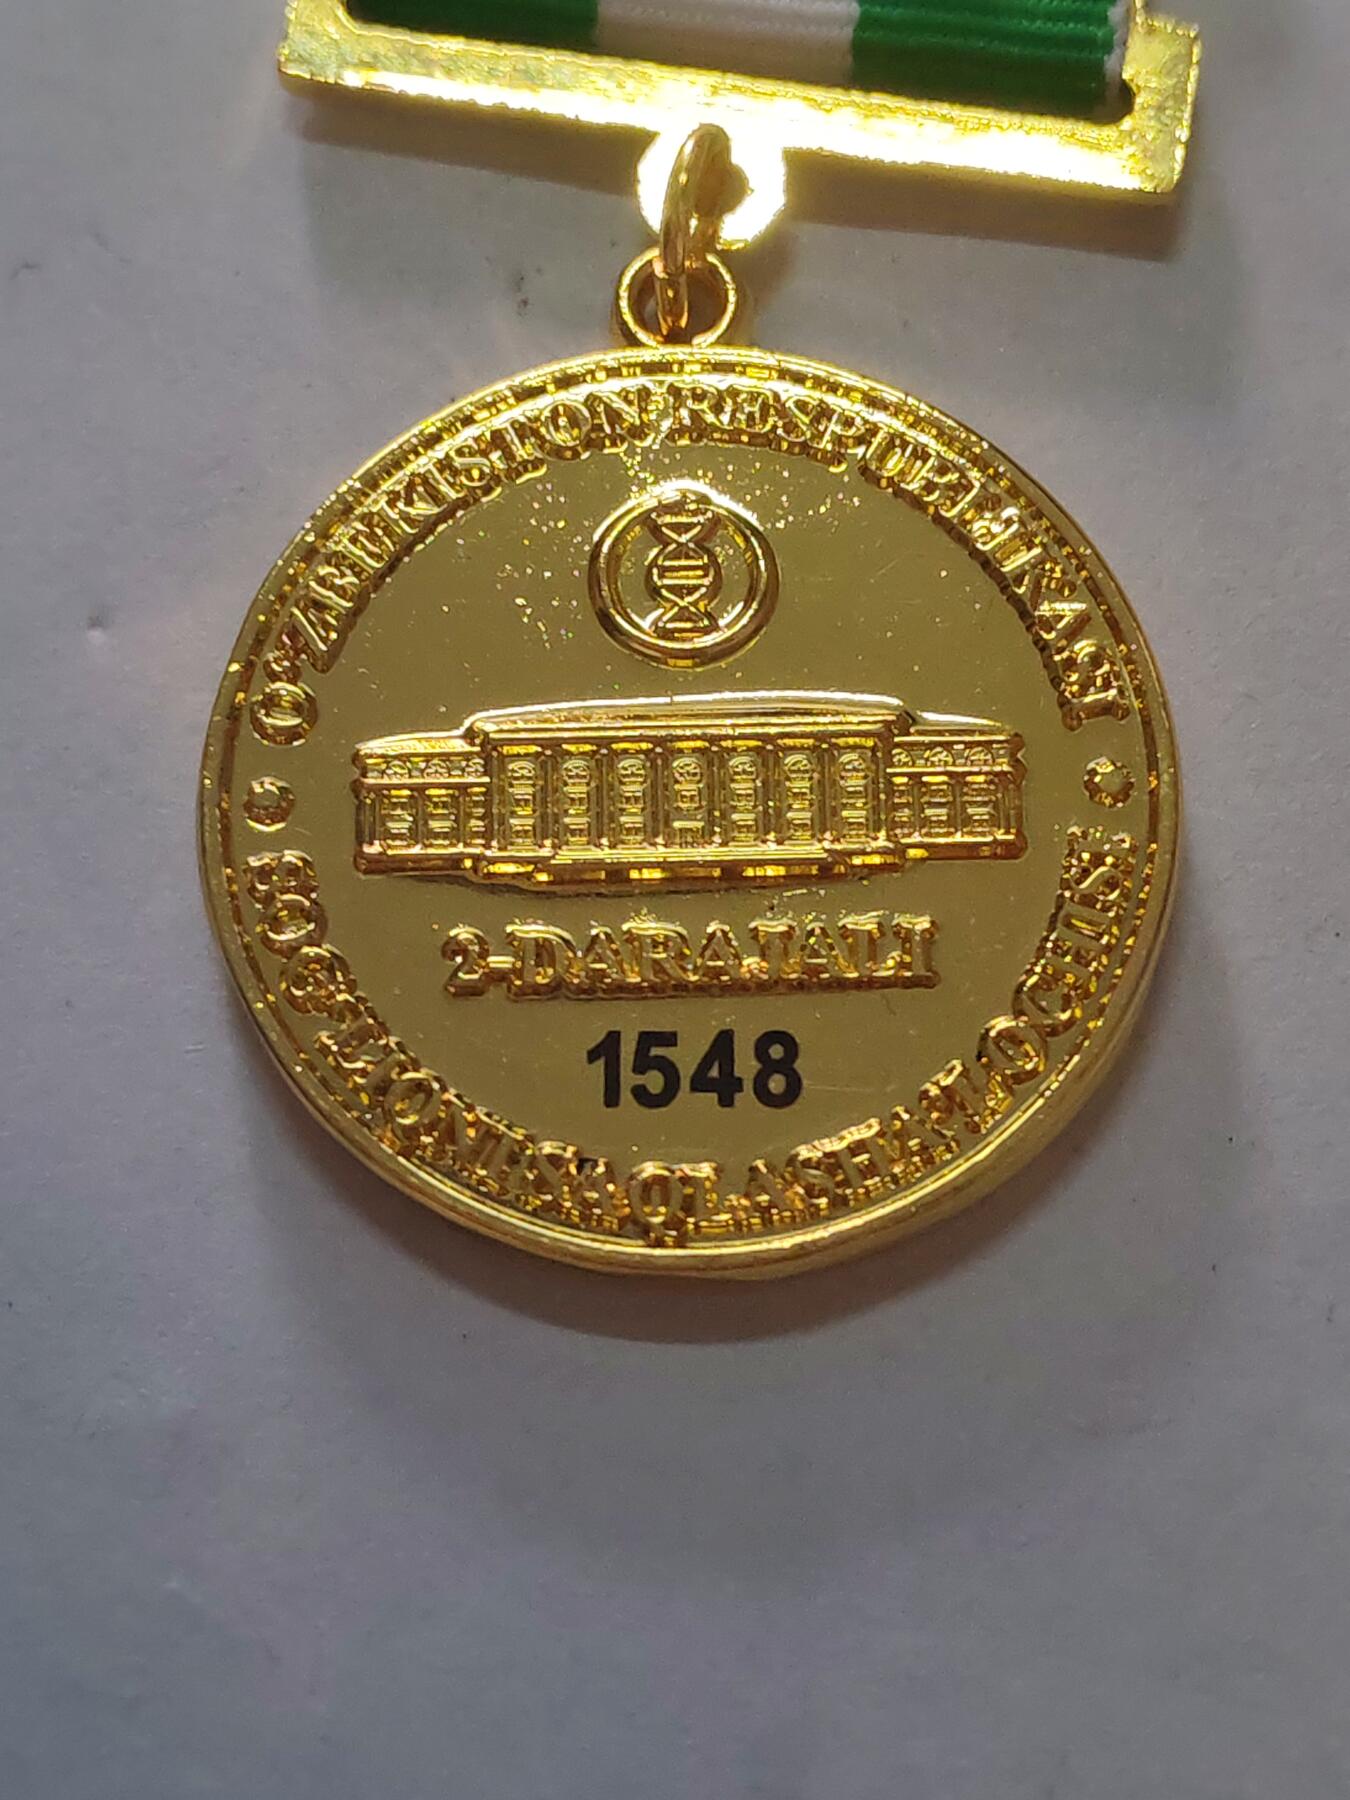 O‘ZBEKISTON RESPUBLIKASI
2-DARAJALI
1548
SOG‘LIQNI SAQLASH A’LOCHISI